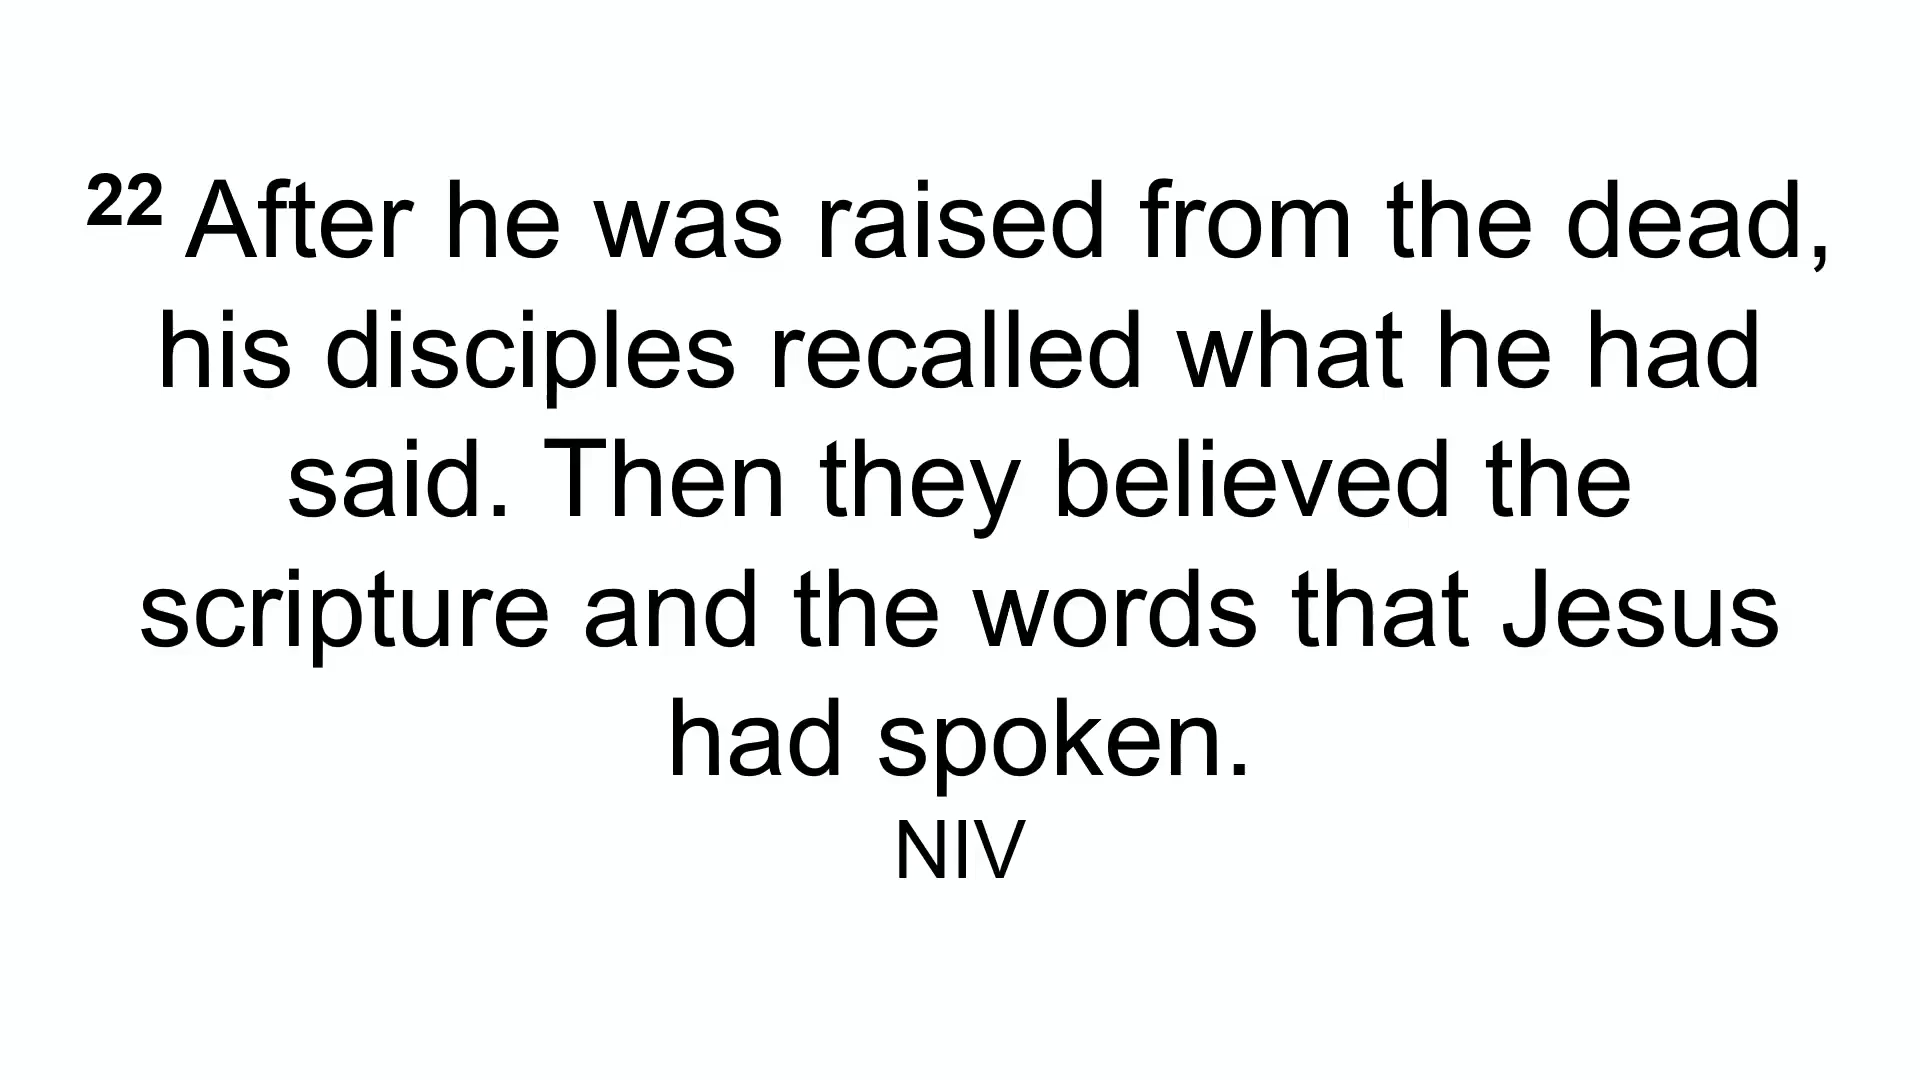 22 After he was raised from the dead,
his disciples recalled what he had
said. Then they believed the
scripture and the words that Jesus
had spoken.
NIV